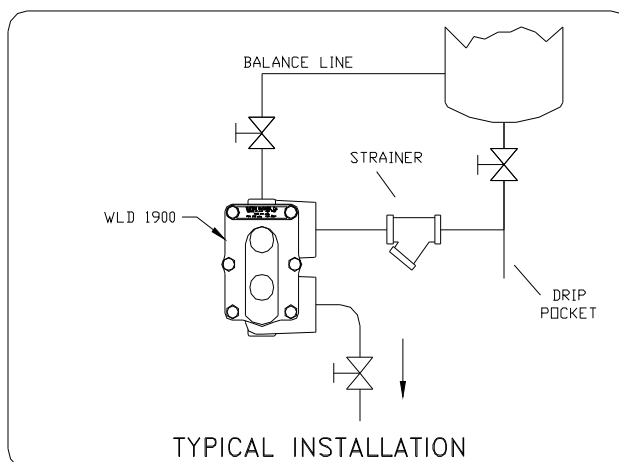 BALANCE LINE
STRAINER
WLD 1900
DRIP
POCKET
TYPICAL INSTALLATION